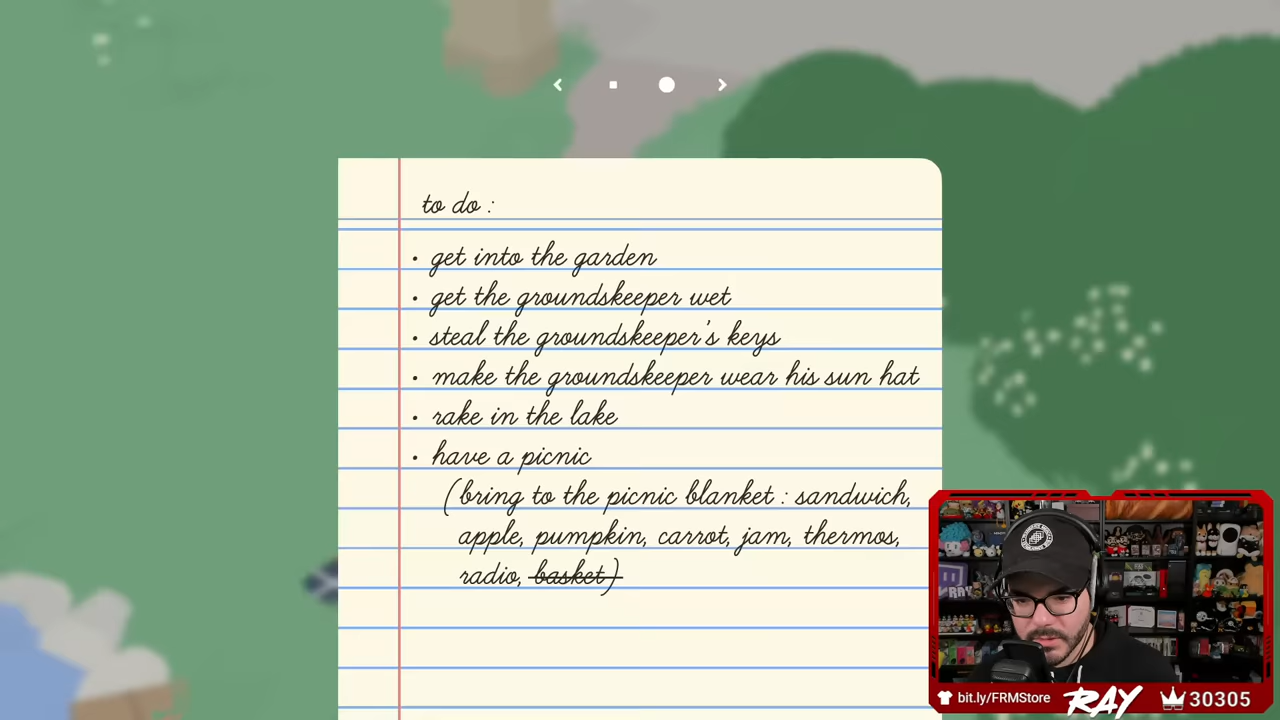 to do :
• get into the garden
• get the groundskeeper wet
• steal the groundskeeper's keys
• make the groundskeeper wear his sun hat
• rake in the lake
• have a picnic
(bring to the picnic blanket : sandwich,
apple, pumpkin, carrot, jam, thermos,
radio, basket)
bit.ly/FRMStore
RAY
30305